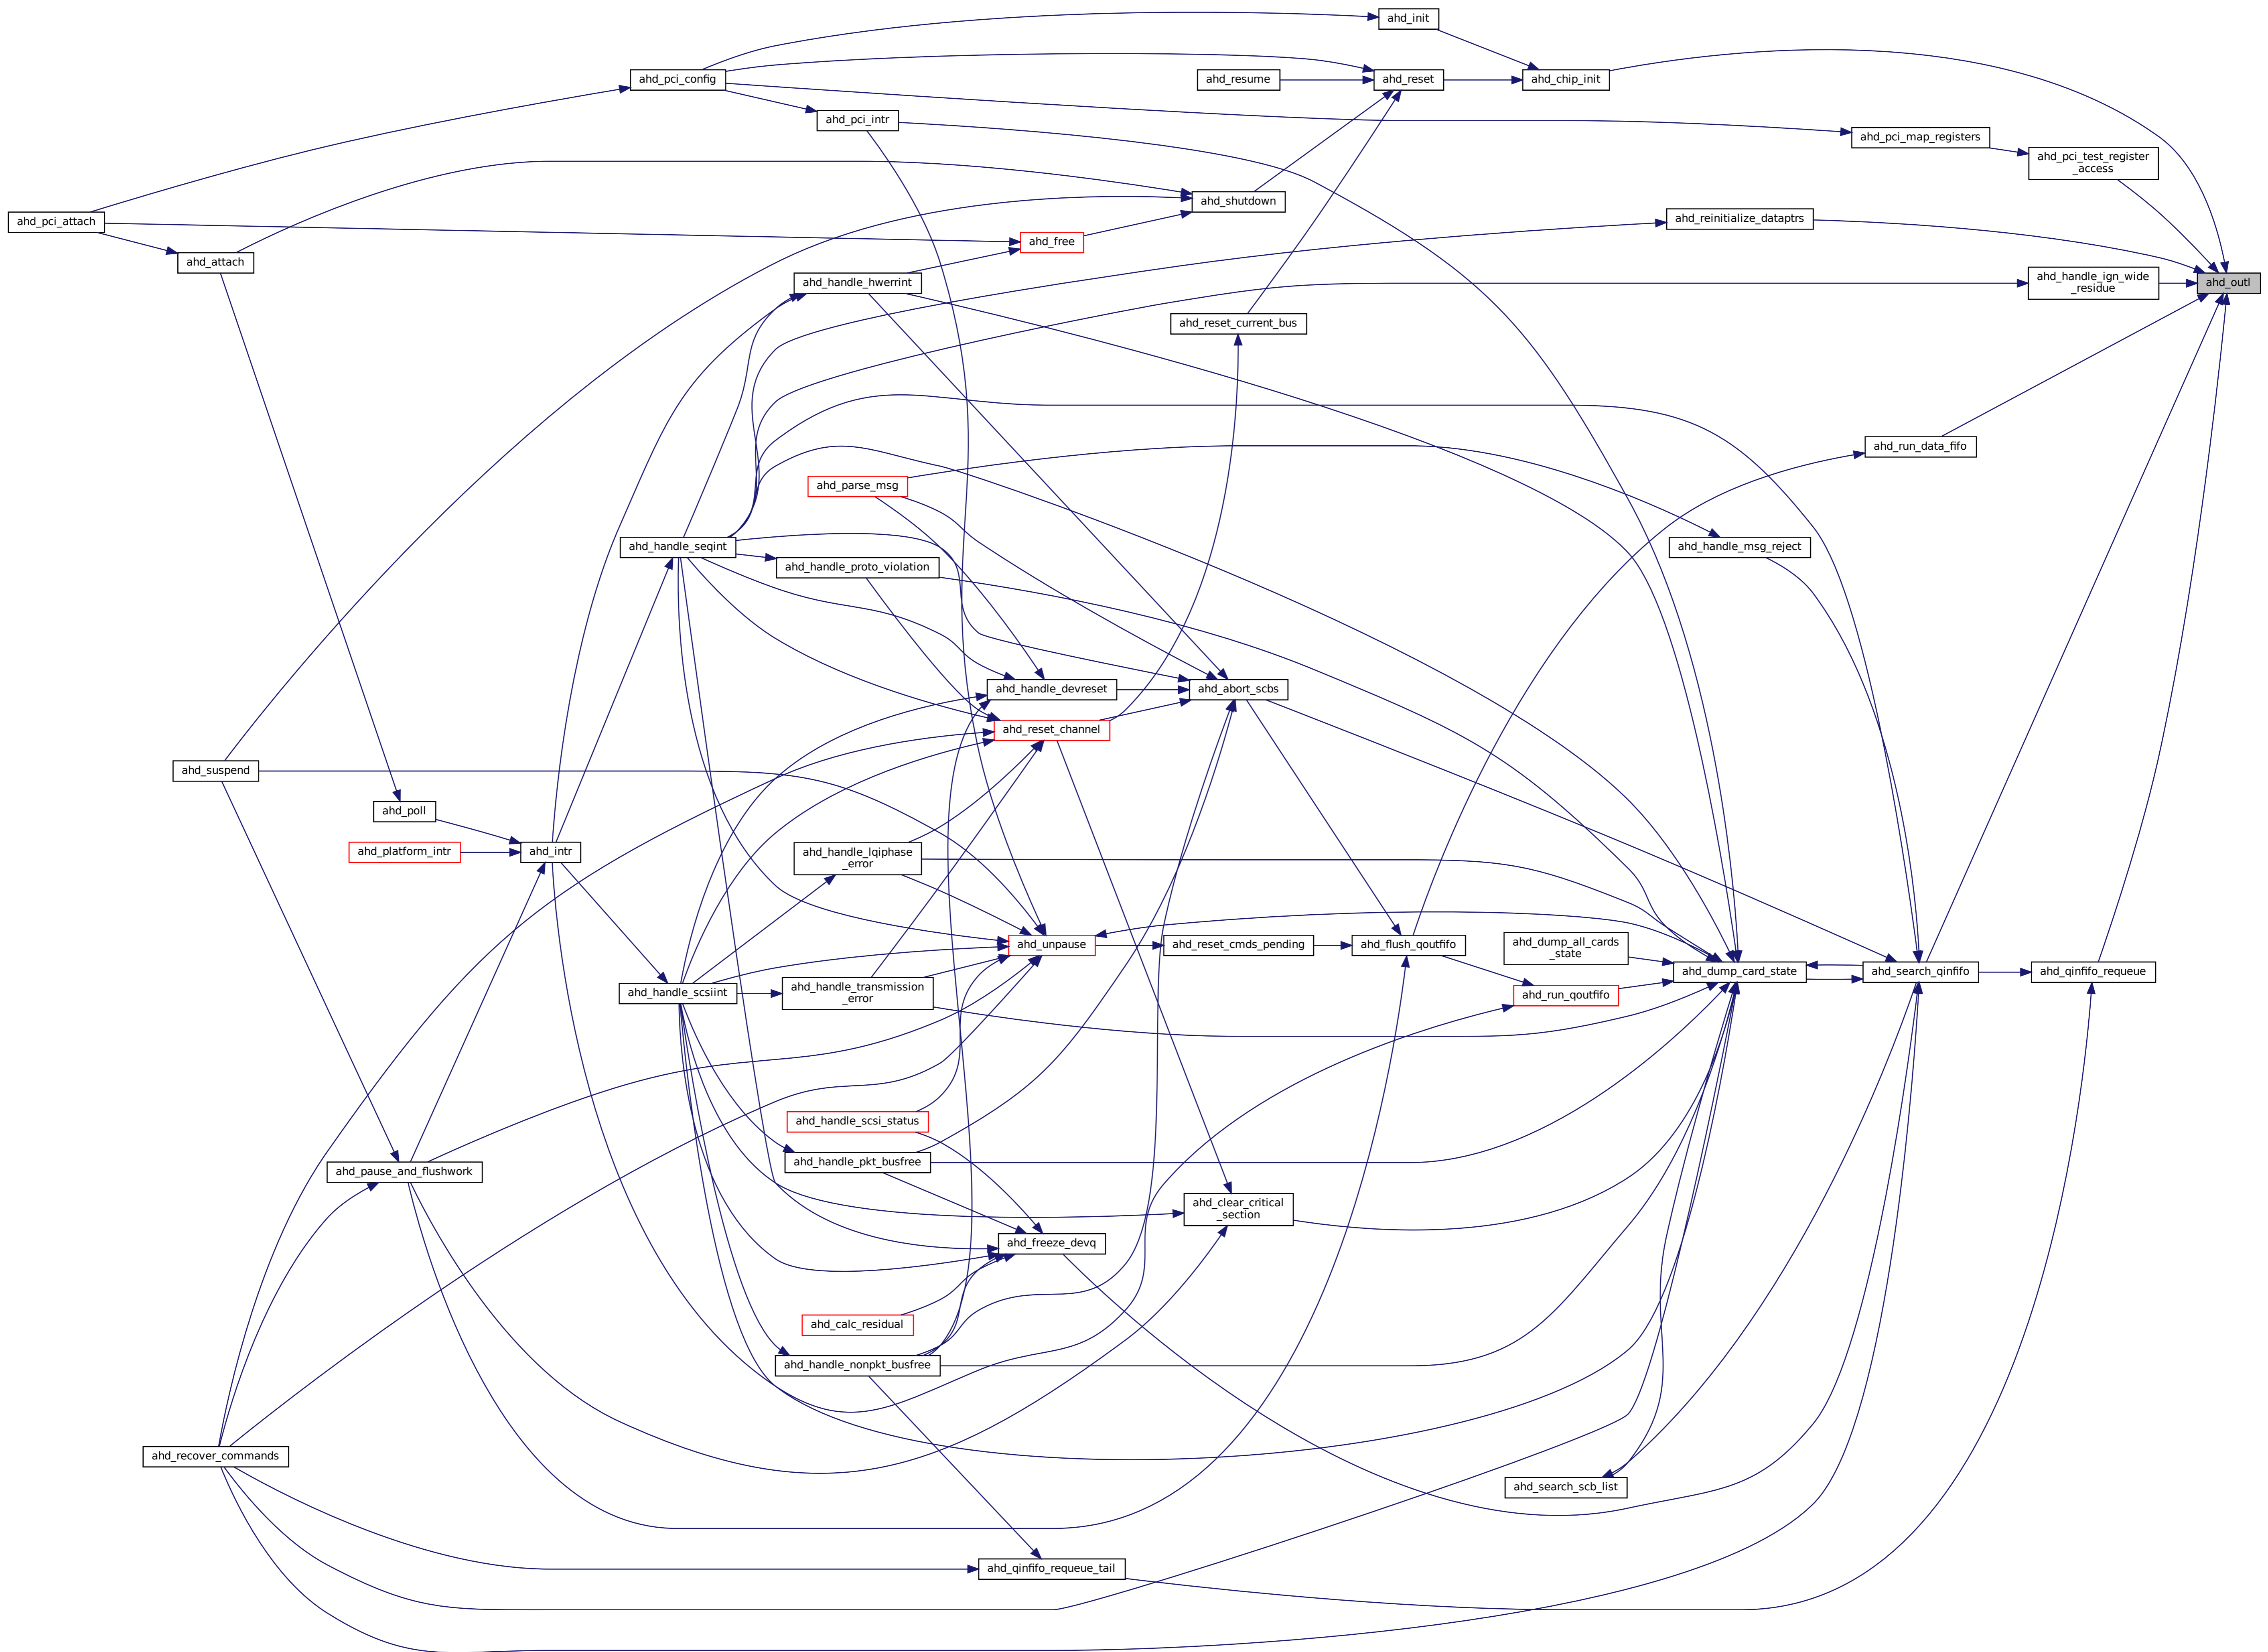 ahd_init
ahd_pci_config
ahd_resume
ahd_reset
ahd_chip_init
ahd_pci_intr
ahd_pci_map_registers
ahd_pci_test_register
_access
ahd_shutdown
ahd_pci_attach
ahd_reinitialize_dataptrs
ahd_free
ahd_attach
ahd_handle_hwerrint
ahd_handle_ign_wide
_residue
ahd_outl
ahd_reset_current_bus
ahd_run_data_fifo
ahd_parse_msg
ahd_handle_seqint
ahd_handle_msg_reject
ahd_handle_proto_violation
ahd_handle_devreset
ahd_abort_scbs
ahd_reset_channel
ahd_suspend
ahd_poll
ahd_platform_intr
ahd_intr
ahd_handle_lqiphase
_error
ahd_unpause
ahd_reset_cmds_pending
ahd_flush_qoutfifo
ahd_dump_all_cards
_state
ahd_dump_card_state
ahd_search_qinfifo
ahd_qinfifo_requeue
ahd_handle_scsiint
ahd_handle_transmission
_error
ahd_run_qoutfifo
ahd_handle_scsi_status
ahd_pause_and_flushwork
ahd_handle_pkt_busfree
ahd_clear_critical
_section
ahd_freeze_devq
ahd_calc_residual
ahd_handle_nonpkt_busfree
ahd_recover_commands
ahd_search_scb_list
ahd_qinfifo_requeue_tail